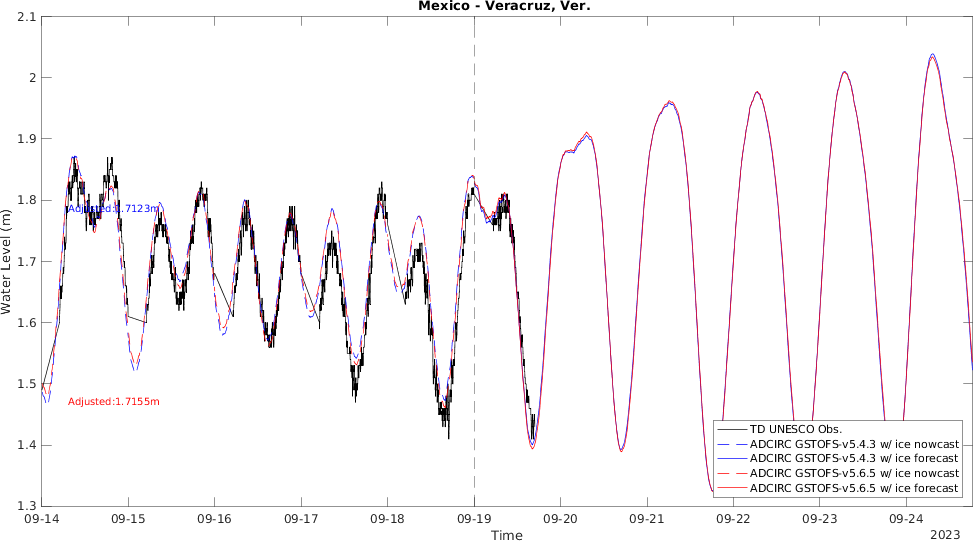 Mexico - Veracruz, Ver.
2.1
2
1.9
1.8
1.7
1.6
1.5
1.4
1.3
Water Level (m)
Adjusted:1.7123m
Adjusted:1.7155m
TD UNESCO Obs.
ADCIRC GSTOFS-v5.4.3 w/ ice nowcast
ADCIRC GSTOFS-v5.4.3 w/ ice forecast
ADCIRC GSTOFS-v5.6.5 w/ ice nowcast
ADCIRC GSTOFS-v5.6.5 w/ ice forecast
09-14 09-15 09-16 09-17 09-18 09-19 09-20 09-21 09-22 09-23 09-24
Time
2023